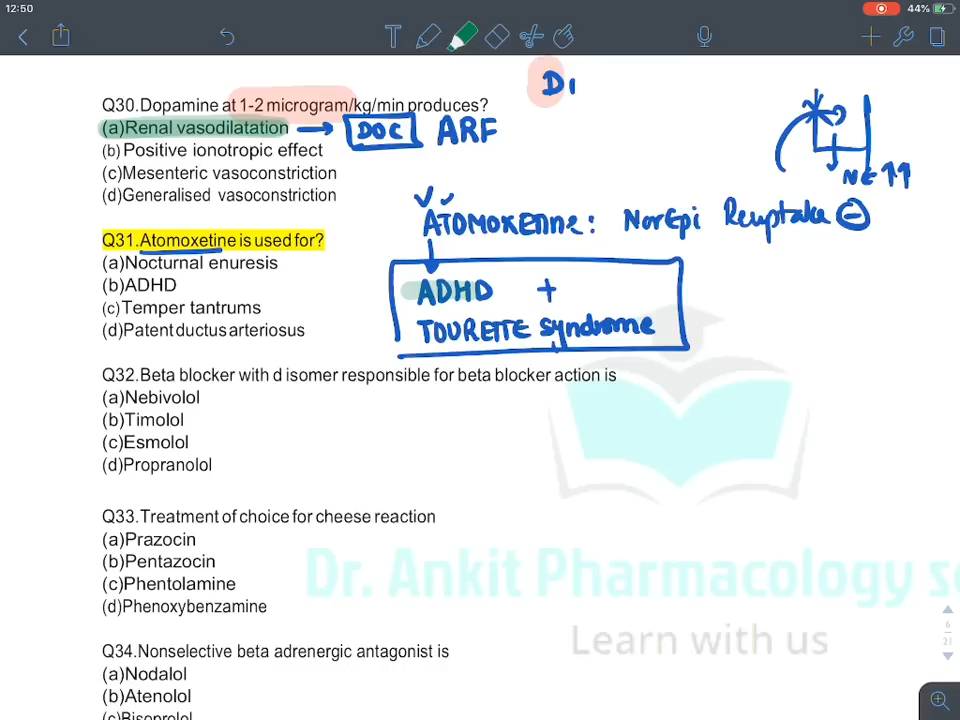 12:50
44%
D1
Q30.Dopamine at 1-2 microgram/kg/min produces?
(a)Renal vasodilatation → DOC ARF
(b)Positive ionotropic effect
(c)Mesenteric vasoconstriction
(d)Generalised vasoconstriction
NE ↑↑
ATOMOXETINE: NorEpi Reuptake ⊖
Q31.Atomoxetine is used for?
(a)Nocturnal enuresis
(b)ADHD
(c)Temper tantrums
(d)Patent ductus arteriosus
ADHD +
TOURETTE syndrome
Q32.Beta blocker with d isomer responsible for beta blocker action is
(a)Nebivolol
(b)Timolol
(c)Esmolol
(d)Propranolol
Q33.Treatment of choice for cheese reaction
(a)Prazocin
(b)Pentazocin
(c)Phentolamine
(d)Phenoxybenzamine
Dr. Ankit Pharmacology
Learn with us
6
Q34.Nonselective beta adrenergic antagonist is
(a)Nodalol
(b)Atenolol
(c)Bisoprolol